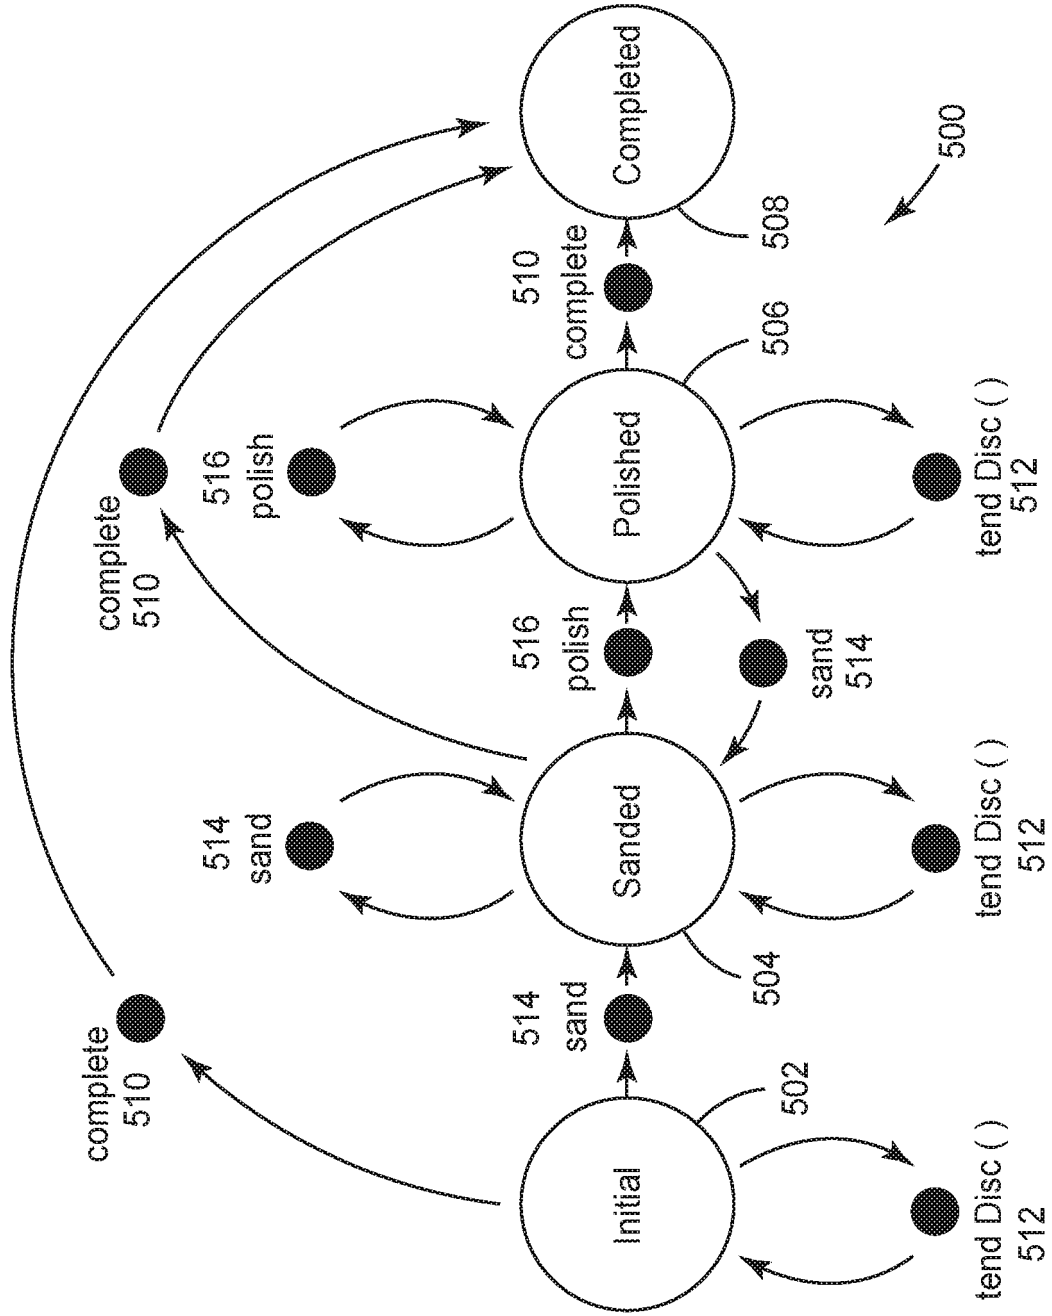 complete
510
complete
510
514
sand
516
polish
514
sand
516
polish
510
complete
Initial
Sanded
Polished
Completed
502
504
506
508
sand
514
500
tend Disc ( )
512
tend Disc ( )
512
tend Disc ( )
512